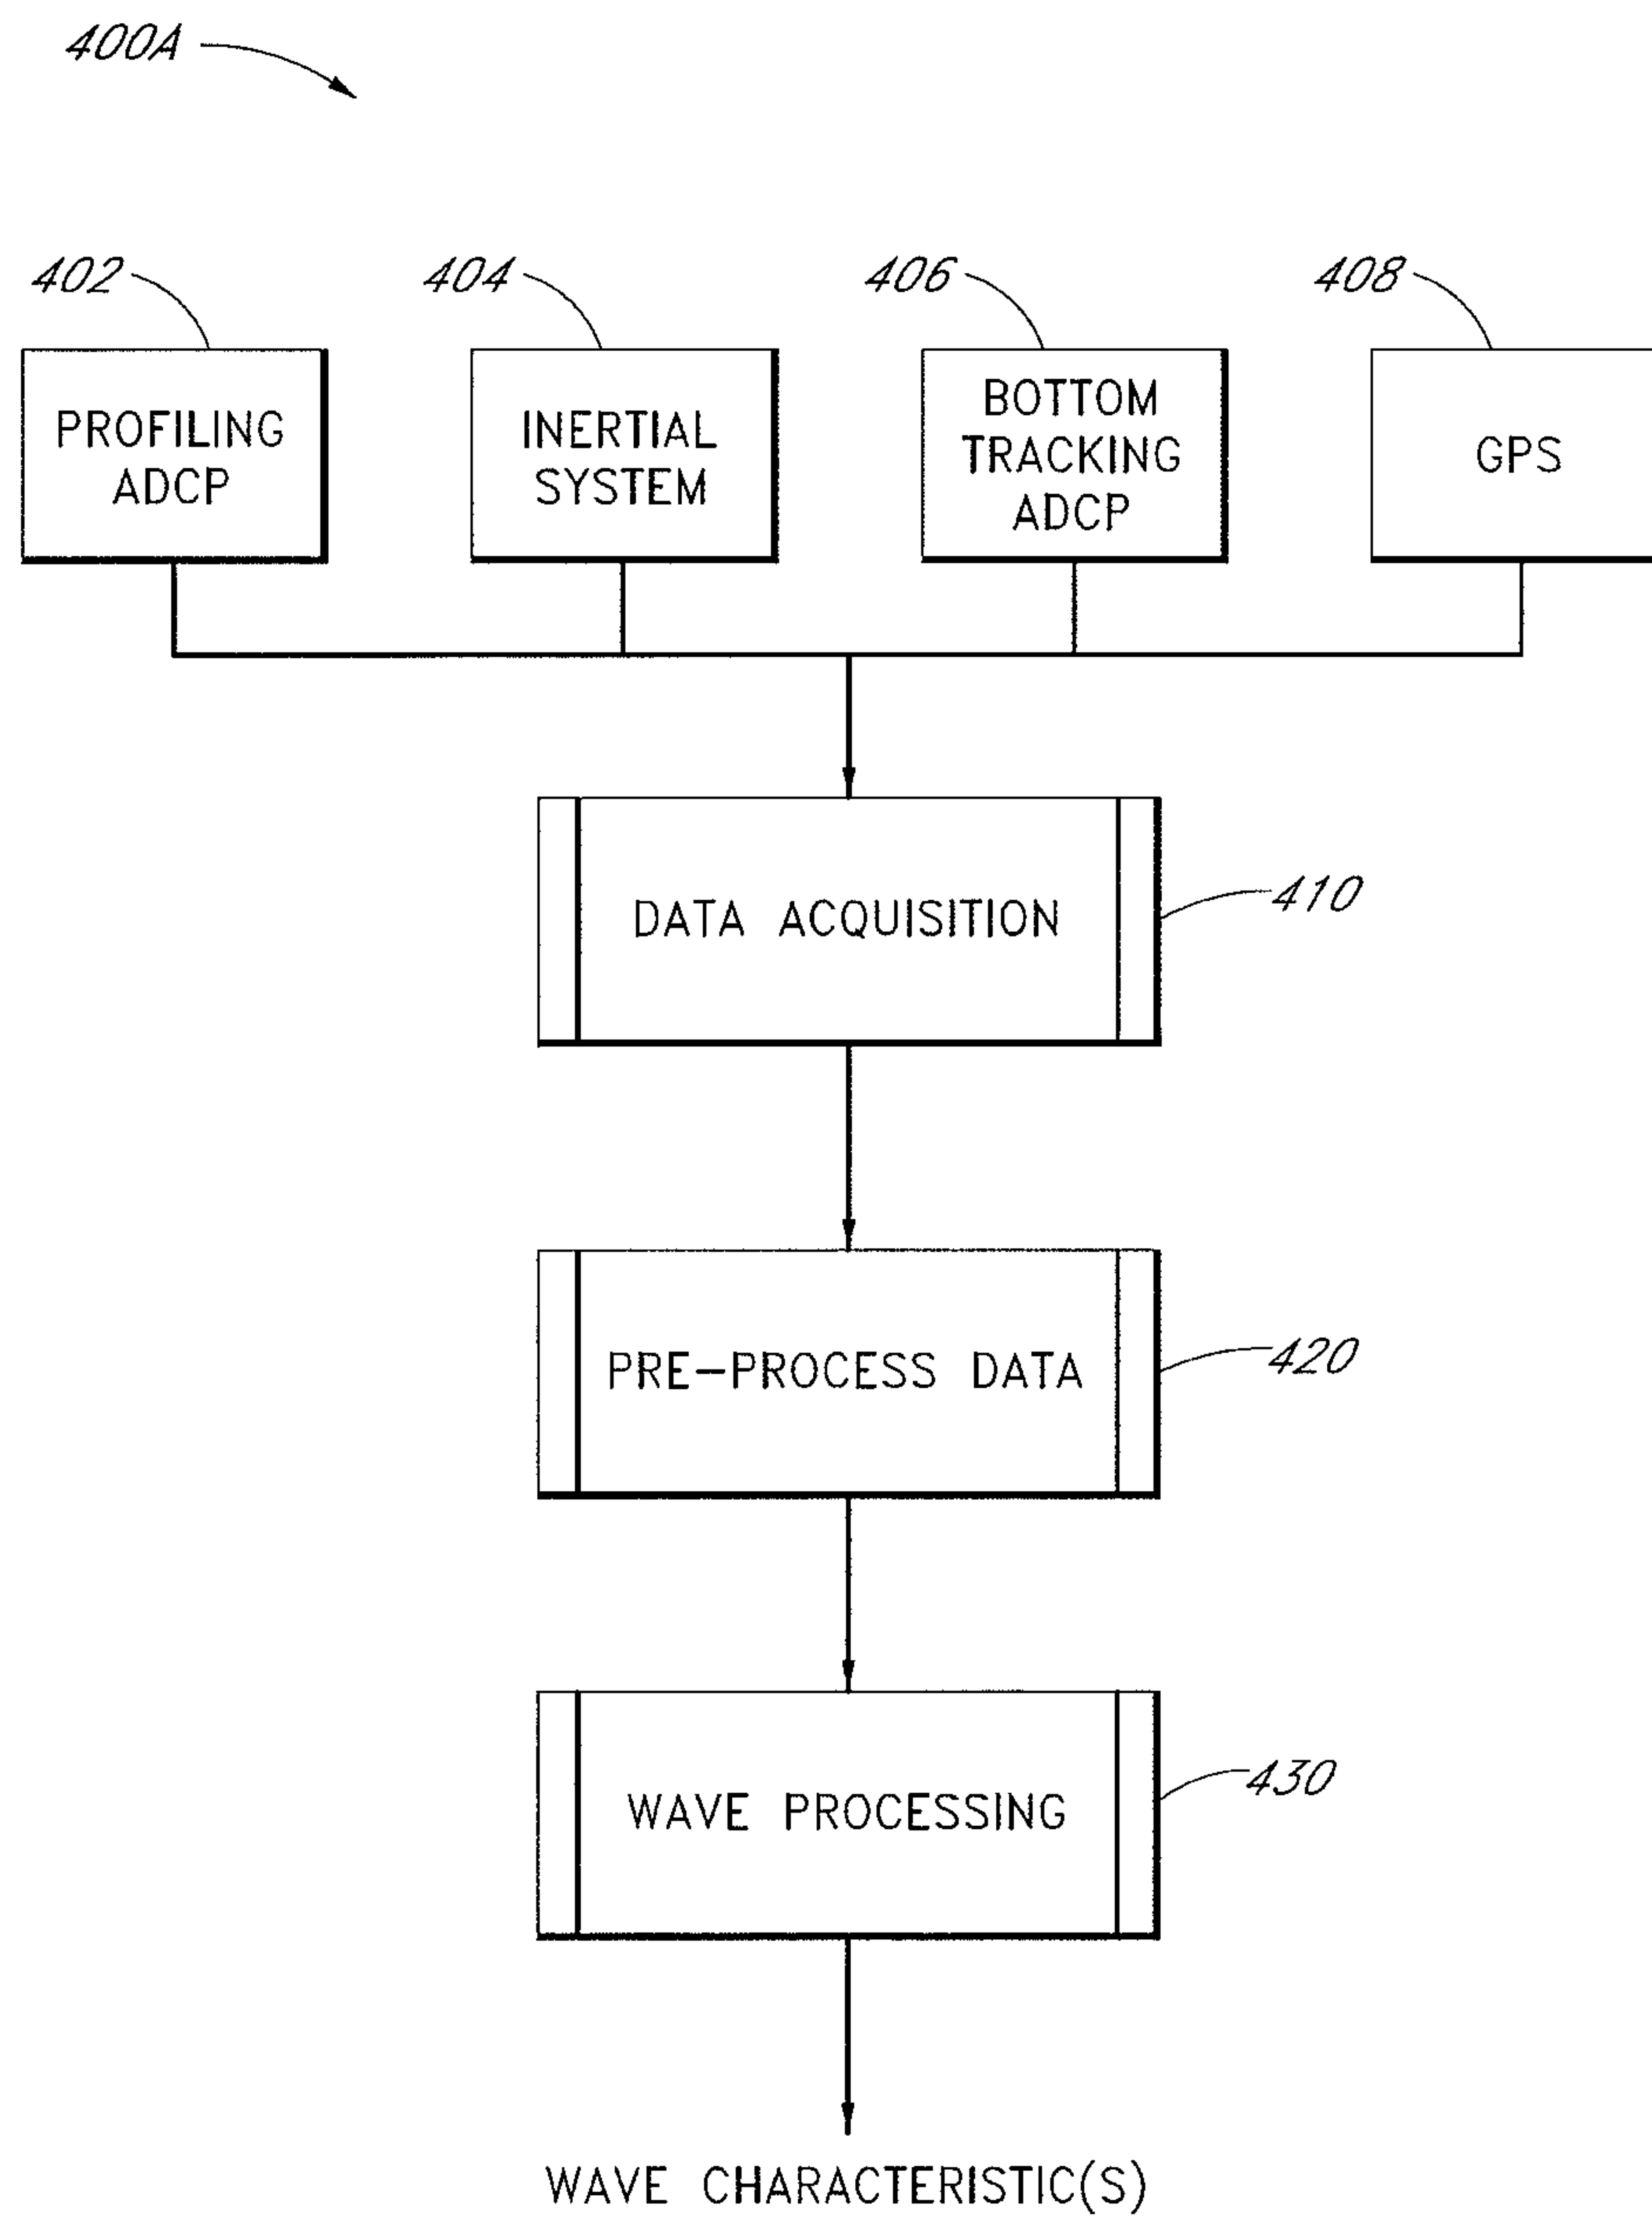 400A
402
404
406
408
PROFILING
ADCP
INERTIAL
SYSTEM
BOTTOM
TRACKING
ADCP
GPS
DATA ACQUISITION
410
PRE-PROCESS DATA
420
WAVE PROCESSING
430
WAVE CHARACTERISTIC(S)